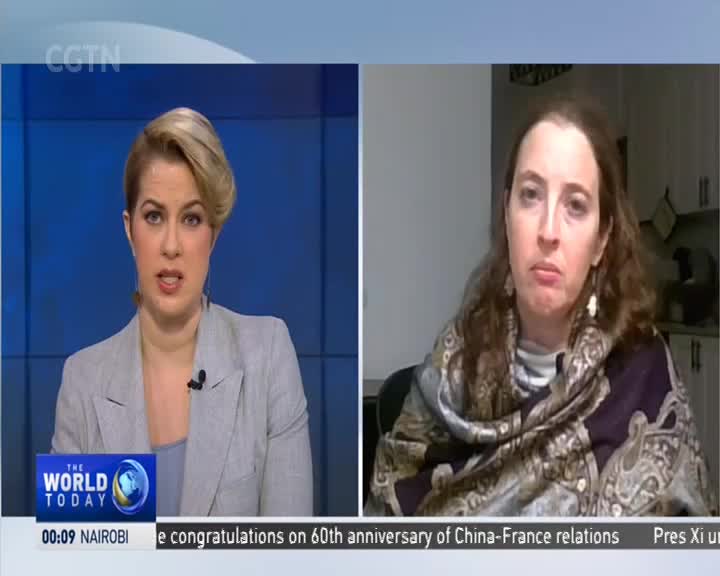 CGTN
THE
WORLD
TODAY
00:09 NAIROBI
e congratulations on 60th anniversary of China-France relations Pres Xi u